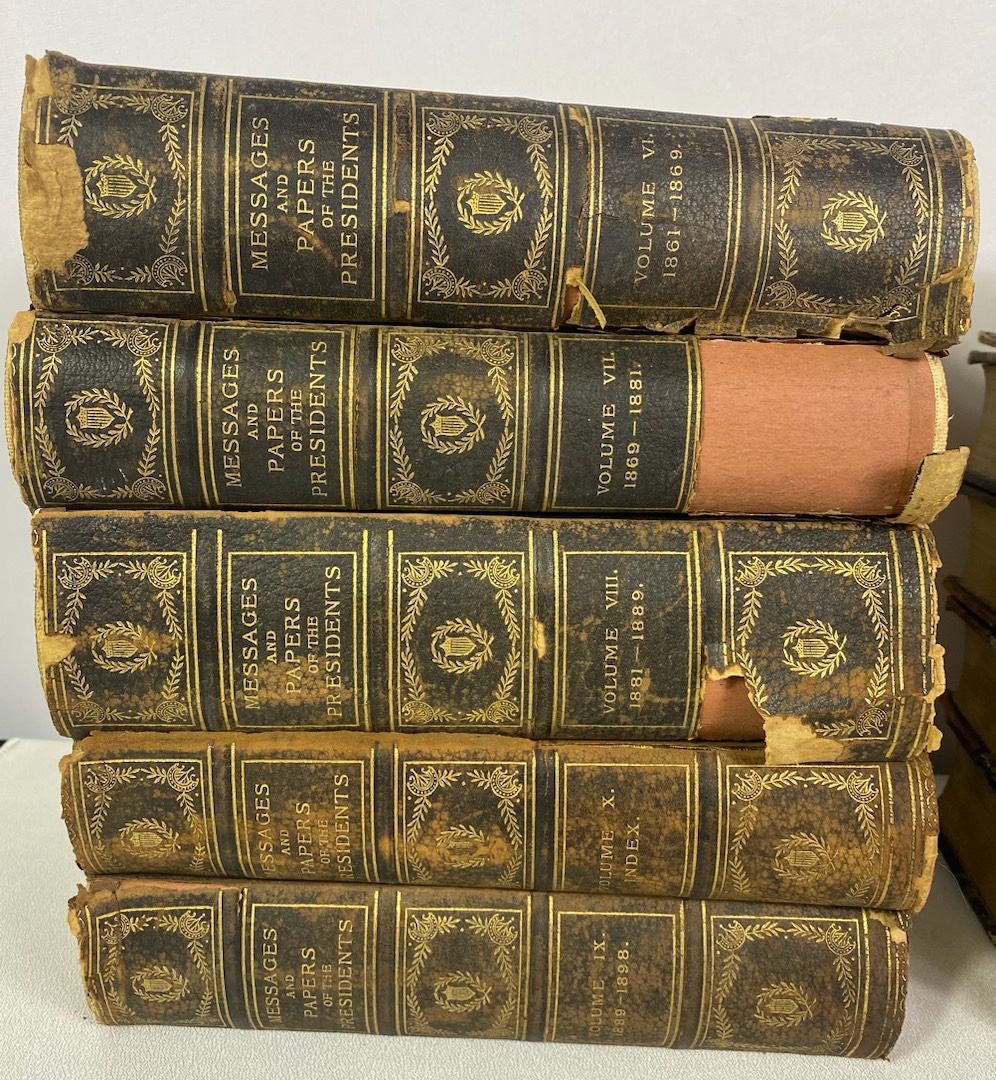 MESSAGES
AND
PAPERS
OF THE
PRESIDENTS
VOLUME VI.
1861-1869.
MESSAGES
AND
PAPERS
OF THE
PRESIDENTS
VOLUME VII.
1869-1881.
MESSAGES
AND
PAPERS
OF THE
PRESIDENTS
VOLUME VIII.
1881-1889.
MESSAGES
AND
PAPERS
OF THE
PRESIDENTS
VOLUME X.
INDEX.
MESSAGES
AND
PAPERS
OF THE
PRESIDENTS
VOLUME IX.
1889-1898.